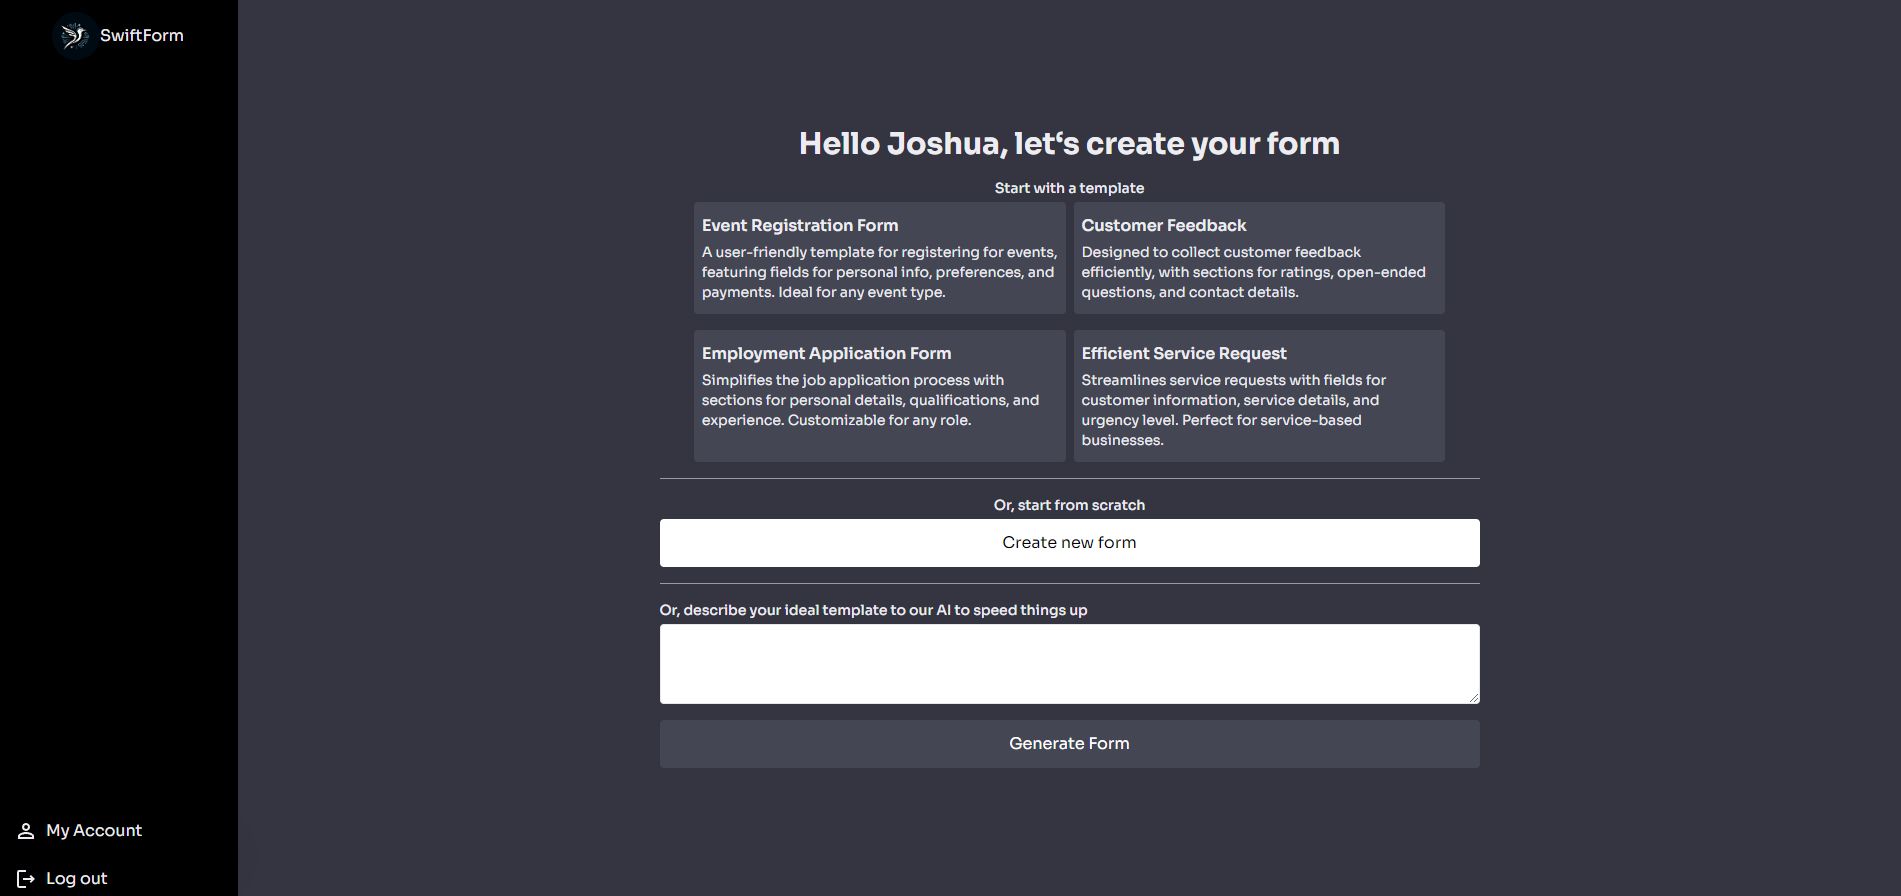 SwiftForm
Hello Joshua, let‘s create your form
Start with a template
Event Registration Form
A user-friendly template for registering for events,
featuring fields for personal info, preferences, and
payments. Ideal for any event type.
Customer Feedback
Designed to collect customer feedback
efficiently, with sections for ratings, open-ended
questions, and contact details.
Employment Application Form
Simplifies the job application process with
sections for personal details, qualifications, and
experience. Customizable for any role.
Efficient Service Request
Streamlines service requests with fields for
customer information, service details, and
urgency level. Perfect for service-based
businesses.
Or, start from scratch
Create new form
Or, describe your ideal template to our AI to speed things up
Generate Form
My Account
Log out